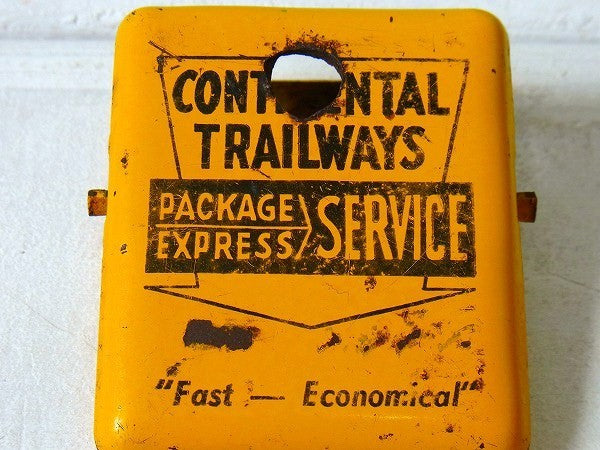 CONTINENTAL
TRAILWAYS
PACKAGE
EXPRESS
SERVICE
"Fast — Economical"